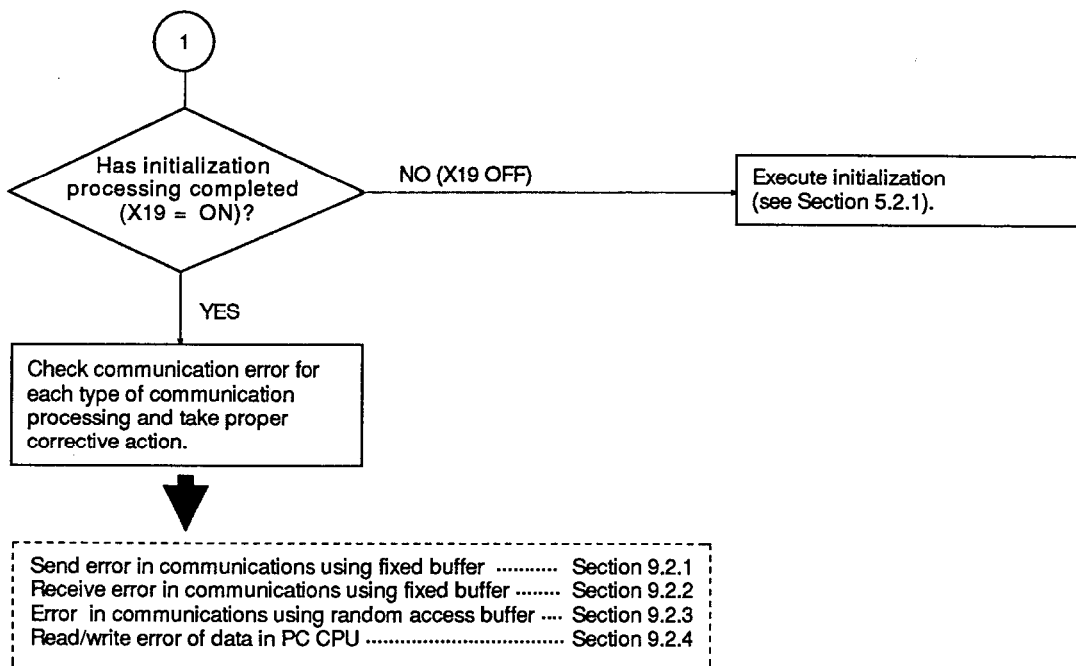 1
Has initialization
processing completed
(X19 = ON)?
NO (X19 OFF)
Execute initialization
(see Section 5.2.1).
YES
Check communication error for
each type of communication
processing and take proper
corrective action.
Send error in communications using fixed buffer ........... Section 9.2.1
Receive error in communications using fixed buffer ........ Section 9.2.2
Error in communications using random access buffer .... Section 9.2.3
Read/write error of data in PC CPU .................................... Section 9.2.4